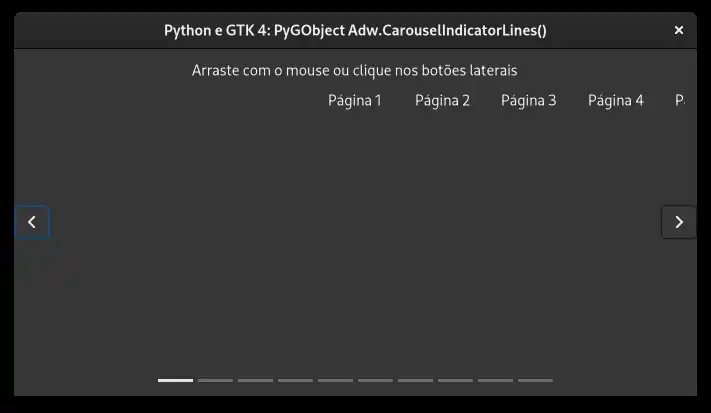 Python e GTK 4: PyGObject Adw.CarouselIndicatorLines()
Arraste com o mouse ou clique nos botões laterais
Página 1 Página 2 Página 3 Página 4 P